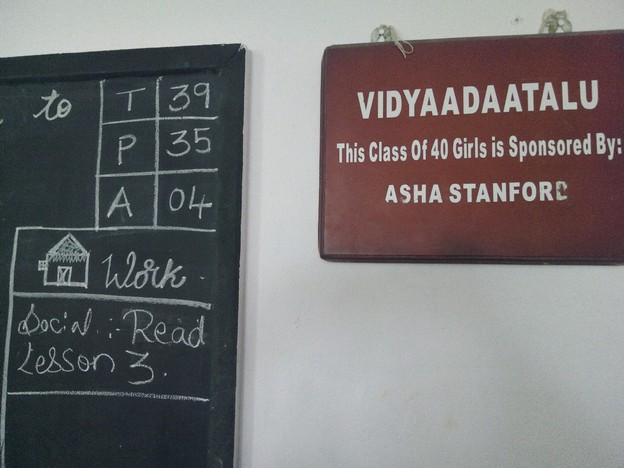 to
T 39
P 35
A 04
Work.
Social :- Read
Lesson 3.
VIDYAADAATALU
This Class Of 40 Girls is Sponsored By:
ASHA STANFORD